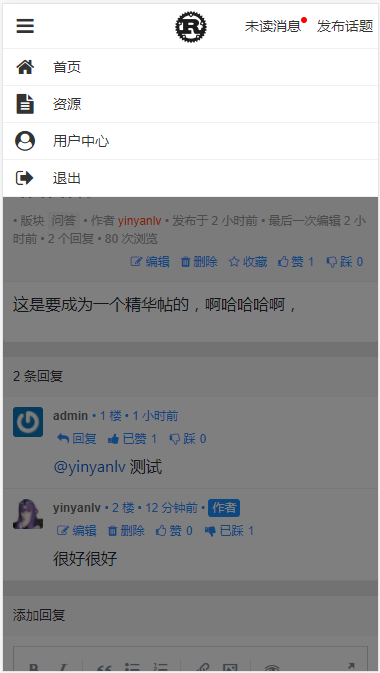 未读消息 发布话题
首页
资源
用户中心
退出
• 版块 问答 • 作者 yinyanlv • 发布于 2 小时前 • 最后一次编辑 2 小
时前 • 2 个回复 • 80 次浏览
编辑 删除 收藏 赞 1 踩 0
这是要成为一个精华帖的，啊哈哈哈啊，
2 条回复
admin • 1 楼 • 1 小时前
回复 已赞 1 踩 0
@yinyanlv 测试
yinyanlv • 2 楼 • 12 分钟前 • 作者
编辑 删除 赞 0 已踩 1
很好很好
添加回复